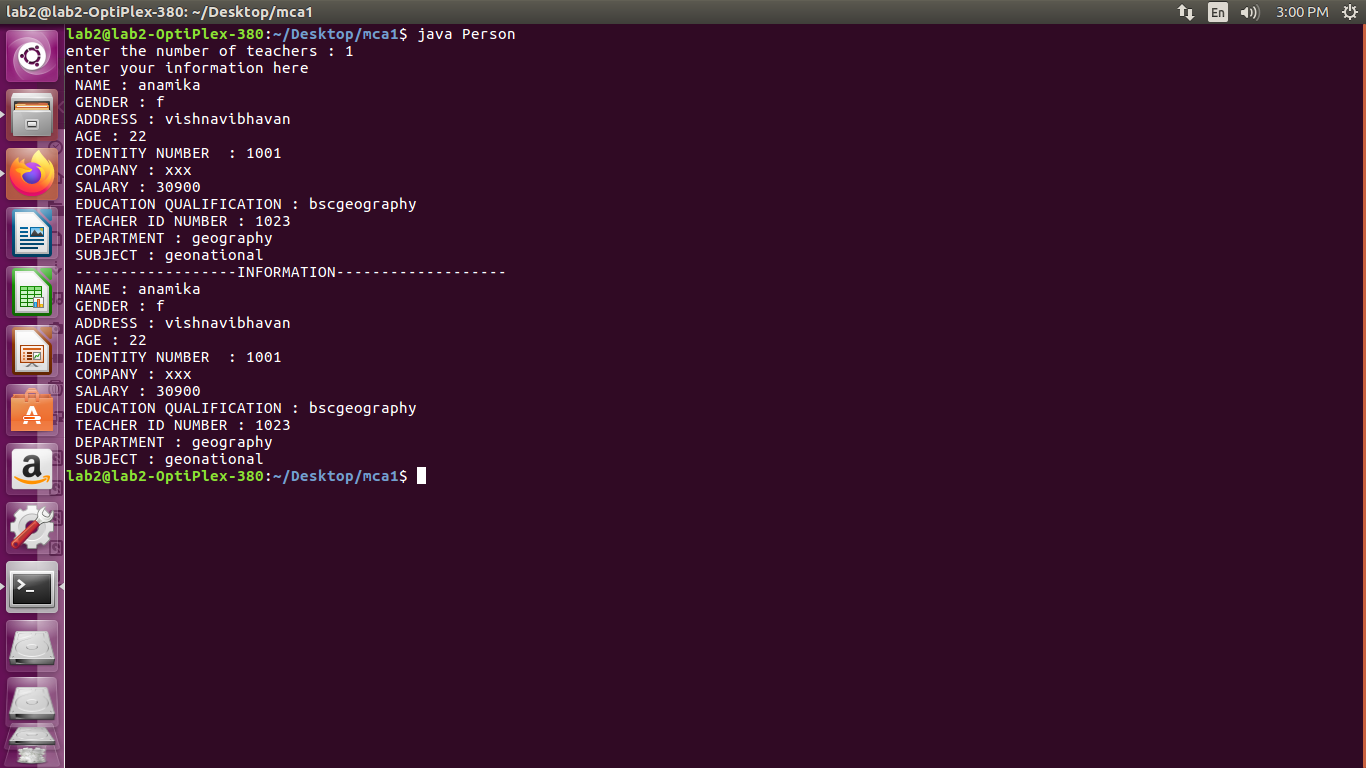 lab2@lab2-OptiPlex-380: ~/Desktop/mca1
En
3:00 PM
lab2@lab2-OptiPlex-380:~/Desktop/mca1$ java Person
enter the number of teachers : 1
enter your information here
NAME : anamika
GENDER : f
ADDRESS : vishnavibhavan
AGE : 22
IDENTITY NUMBER  : 1001
COMPANY : xxx
SALARY : 30900
EDUCATION QUALIFICATION : bscgeography
TEACHER ID NUMBER : 1023
DEPARTMENT : geography
SUBJECT : geonational
------------------INFORMATION-------------------
NAME : anamika
GENDER : f
ADDRESS : vishnavibhavan
AGE : 22
IDENTITY NUMBER  : 1001
COMPANY : xxx
SALARY : 30900
EDUCATION QUALIFICATION : bscgeography
TEACHER ID NUMBER : 1023
DEPARTMENT : geography
SUBJECT : geonational
lab2@lab2-OptiPlex-380:~/Desktop/mca1$